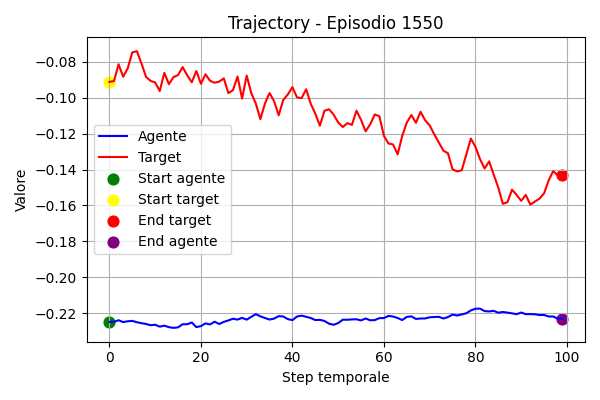 Trajectory - Episodio 1550
Valore
−0.08
−0.10
−0.12
−0.14
−0.16
−0.18
−0.20
−0.22
Agente
Target
Start agente
Start target
End target
End agente
0
20
40
60
80
100
Step temporale